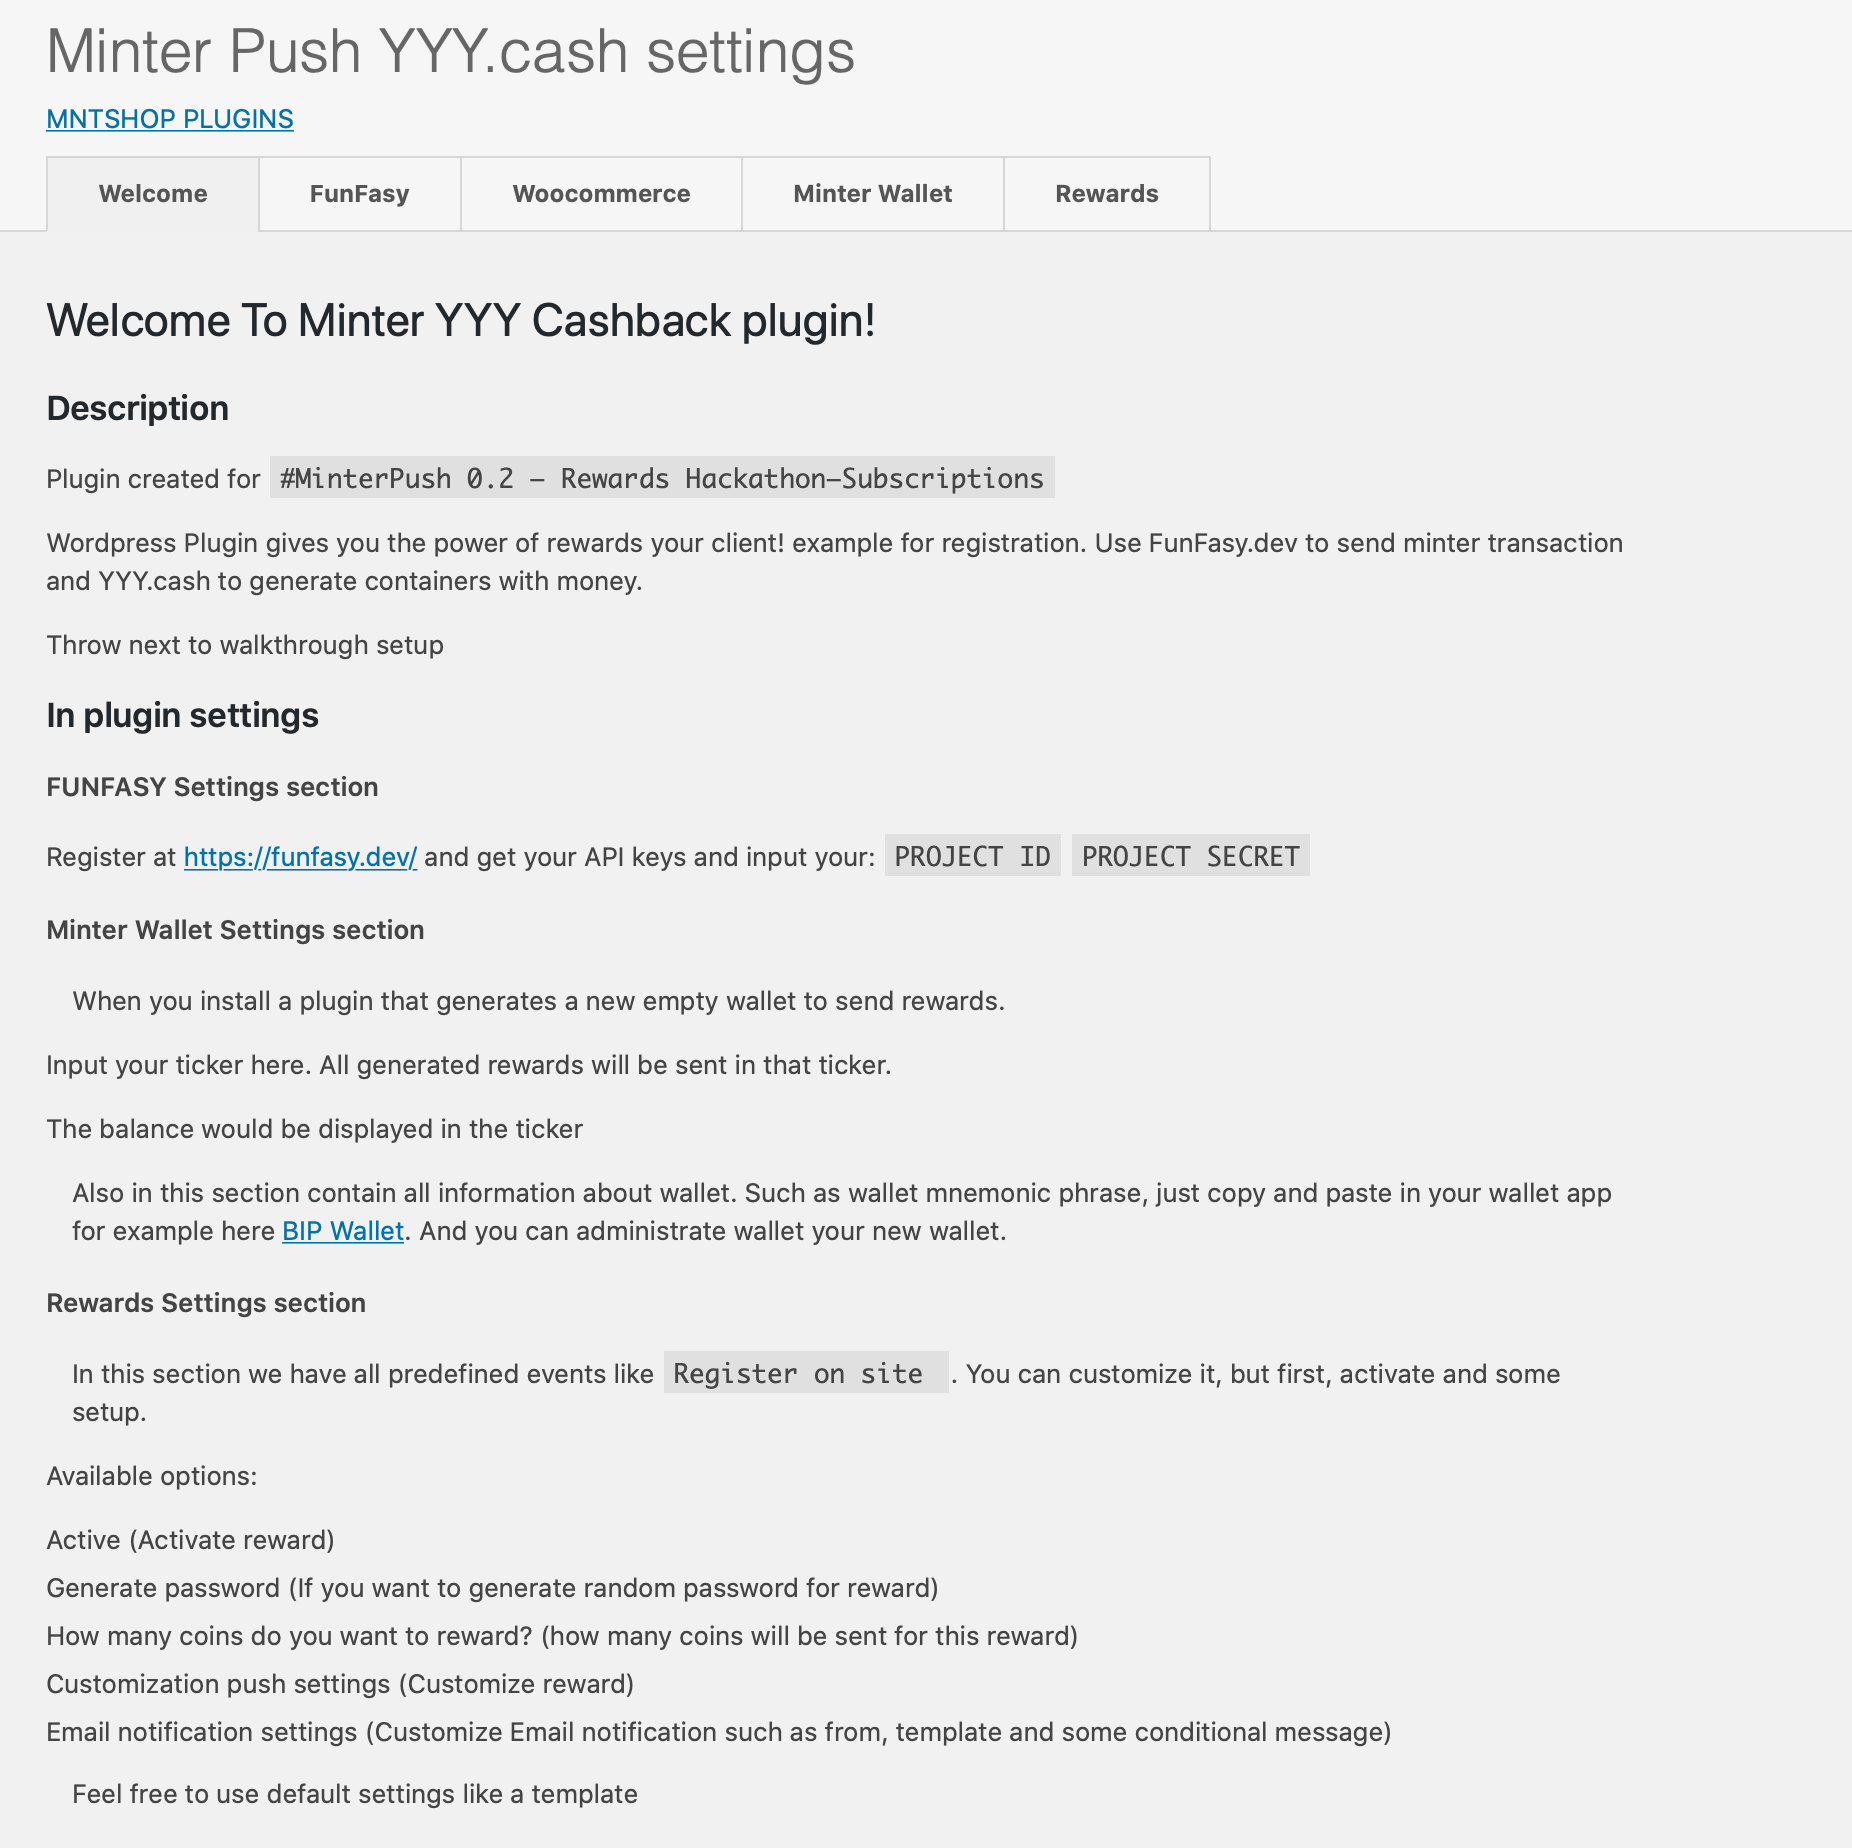 Minter Push YYY.cash settings
MNTSHOP PLUGINS
Welcome FunFasy Woocommerce Minter Wallet Rewards
Welcome To Minter YYY Cashback plugin!
Description
Plugin created for #MinterPush 0.2 – Rewards Hackathon–Subscriptions
Wordpress Plugin gives you the power of rewards your client! example for registration. Use FunFasy.dev to send minter transaction
and YYY.cash to generate containers with money.
Throw next to walkthrough setup
In plugin settings
FUNFASY Settings section
Register at https://funfasy.dev/ and get your API keys and input your: PROJECT ID PROJECT SECRET
Minter Wallet Settings section
When you install a plugin that generates a new empty wallet to send rewards.
Input your ticker here. All generated rewards will be sent in that ticker.
The balance would be displayed in the ticker
Also in this section contain all information about wallet. Such as wallet mnemonic phrase, just copy and paste in your wallet app
for example here BIP Wallet. And you can administrate wallet your new wallet.
Rewards Settings section
In this section we have all predefined events like Register on site . You can customize it, but first, activate and some
setup.
Available options:
Active (Activate reward)
Generate password (If you want to generate random password for reward)
How many coins do you want to reward? (how many coins will be sent for this reward)
Customization push settings (Customize reward)
Email notification settings (Customize Email notification such as from, template and some conditional message)
Feel free to use default settings like a template